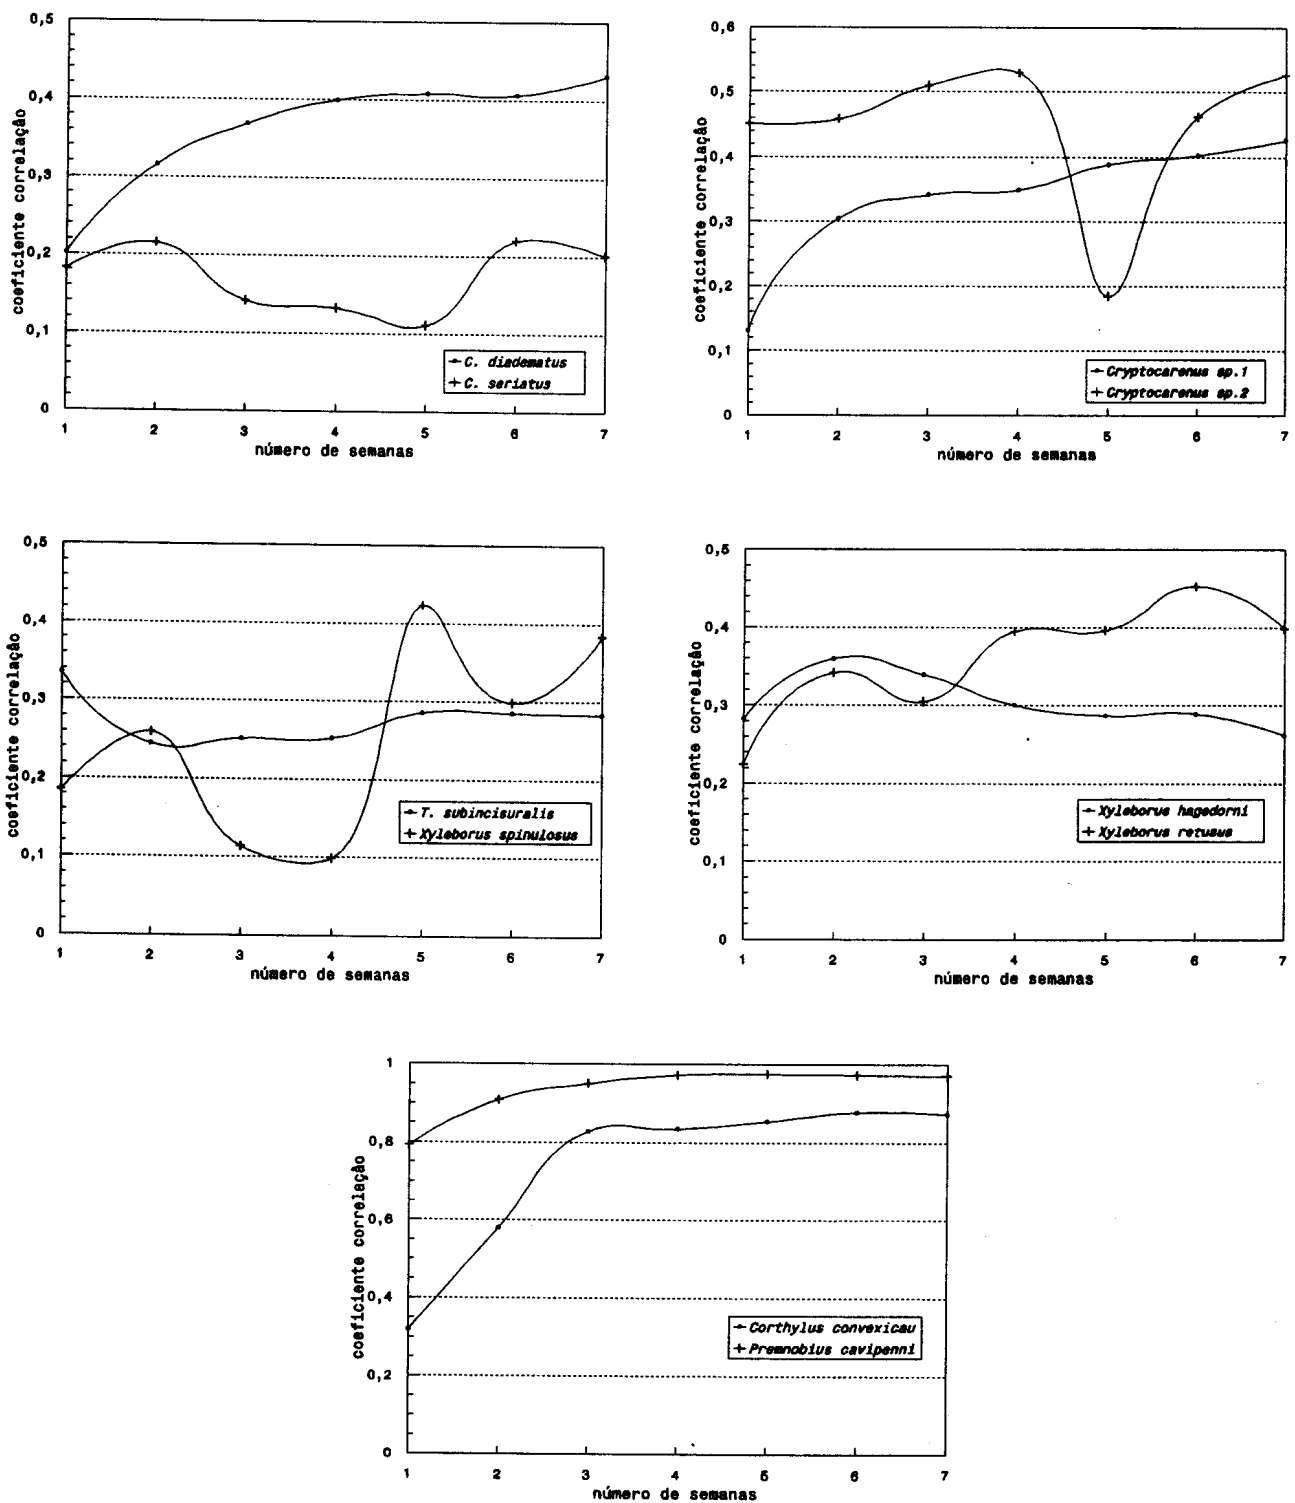 0,5
0,4
0,3
0,2
0,1
0
coeficiente correlação
C. diadematus
C. seriatus
1 2 3 4 5 6 7
número de semanas
0,6
0,5
0,4
0,3
0,2
0,1
0
coeficiente correlação
Cryptocarenus sp.1
Cryptocarenus sp.2
1 2 3 4 5 6 7
número de semanas
0,5
0,4
0,3
0,2
0,1
0
coeficiente correlação
T. subincisuralis
Xyleborus spinulosus
1 2 3 4 5 6 7
número de semanas
0,5
0,4
0,3
0,2
0,1
0
coeficiente correlação
Xyleborus hagedorni
Xyleborus retusus
1 2 3 4 5 6 7
número de semanas
1
0,8
0,6
0,4
0,2
0
coeficiente correlação
Corthylus convexicau
Premnobius cavipenni
1 2 3 4 5 6 7
número de semanas